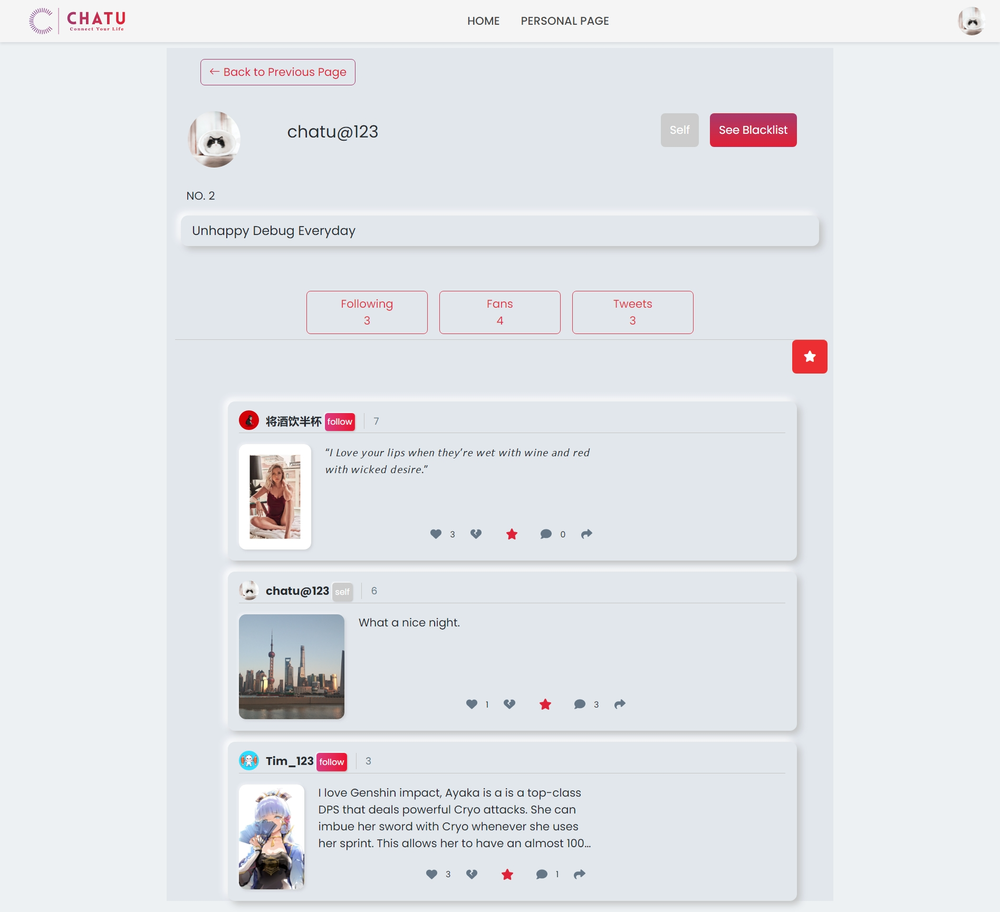 CHATU
Connect Your Life
HOME
PERSONAL PAGE
← Back to Previous Page
chatu@123
Self
See Blacklist
NO. 2
Unhappy Debug Everyday
Following
3
Fans
4
Tweets
3
将酒饮半杯 follow 7
“I Love your lips when they’re wet with wine and red
with wicked desire.”
3
0
chatu@123 self 6
What a nice night.
1
3
Tim_123 follow 3
I love Genshin impact, Ayaka is a is a top-class
DPS that deals powerful Cryo attacks. She can
imbue her sword with Cryo whenever she uses
her sprint. This allows her to have an almost 100...
3
1